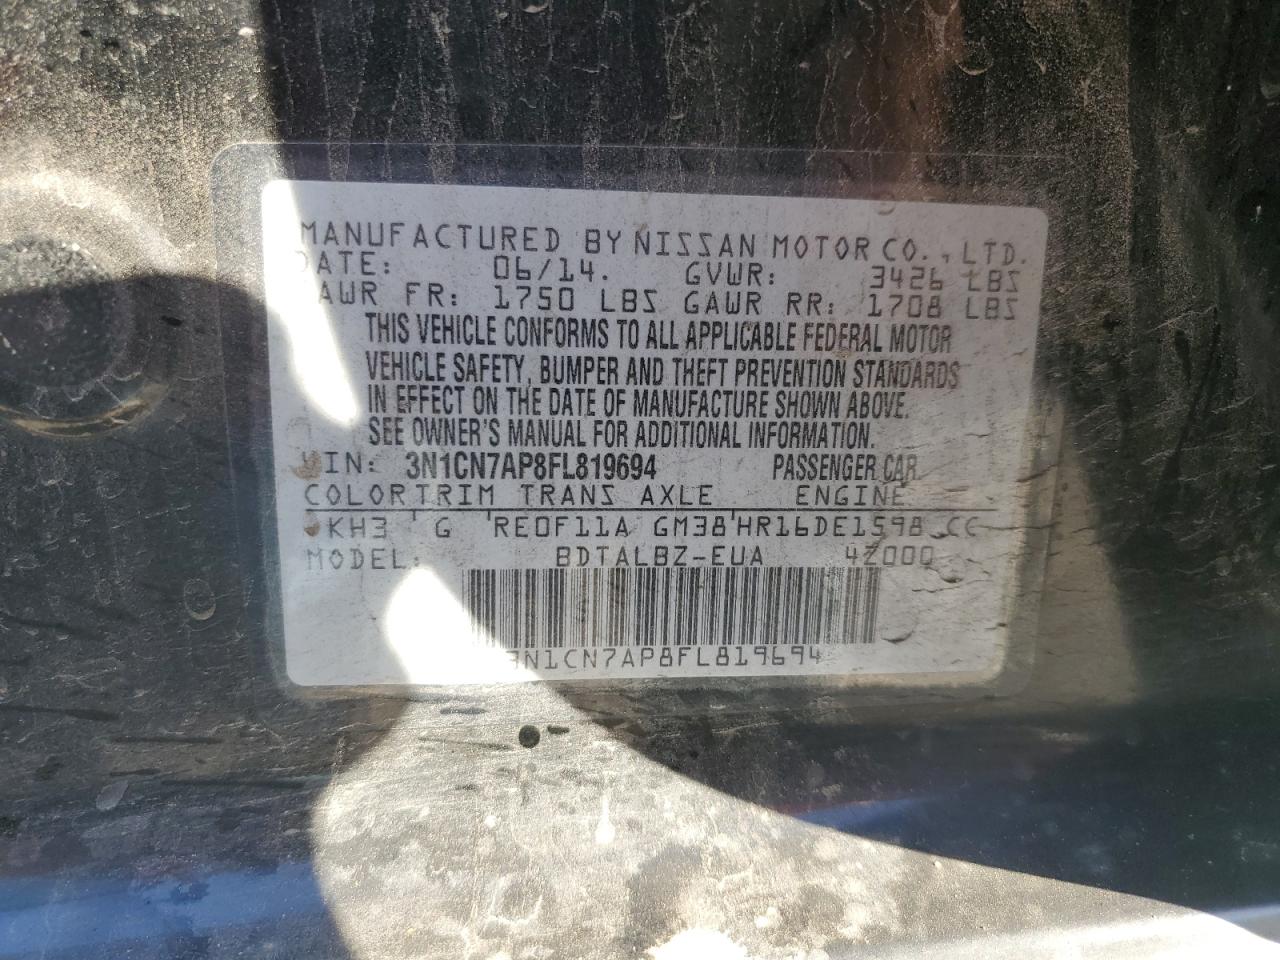 MANUFACTURED BY NISSAN MOTOR CO., LTD.
DATE: 06/14. GVWR: 3426 LBS
GAWR FR: 1750 LBS GAWR RR: 1708 LBS
THIS VEHICLE CONFORMS TO ALL APPLICABLE FEDERAL MOTOR
VEHICLE SAFETY, BUMPER AND THEFT PREVENTION STANDARDS
IN EFFECT ON THE DATE OF MANUFACTURE SHOWN ABOVE.
SEE OWNER'S MANUAL FOR ADDITIONAL INFORMATION.
VIN: 3N1CN7AP8FL819694 PASSENGER CAR
COLOR TRIM TRANS AXLE ENGINE
KH3 G RE0F11A GM38 HR16DE1598 CC
MODEL: BDTALBZ-EUA 4Z000
3N1CN7AP8FL819694